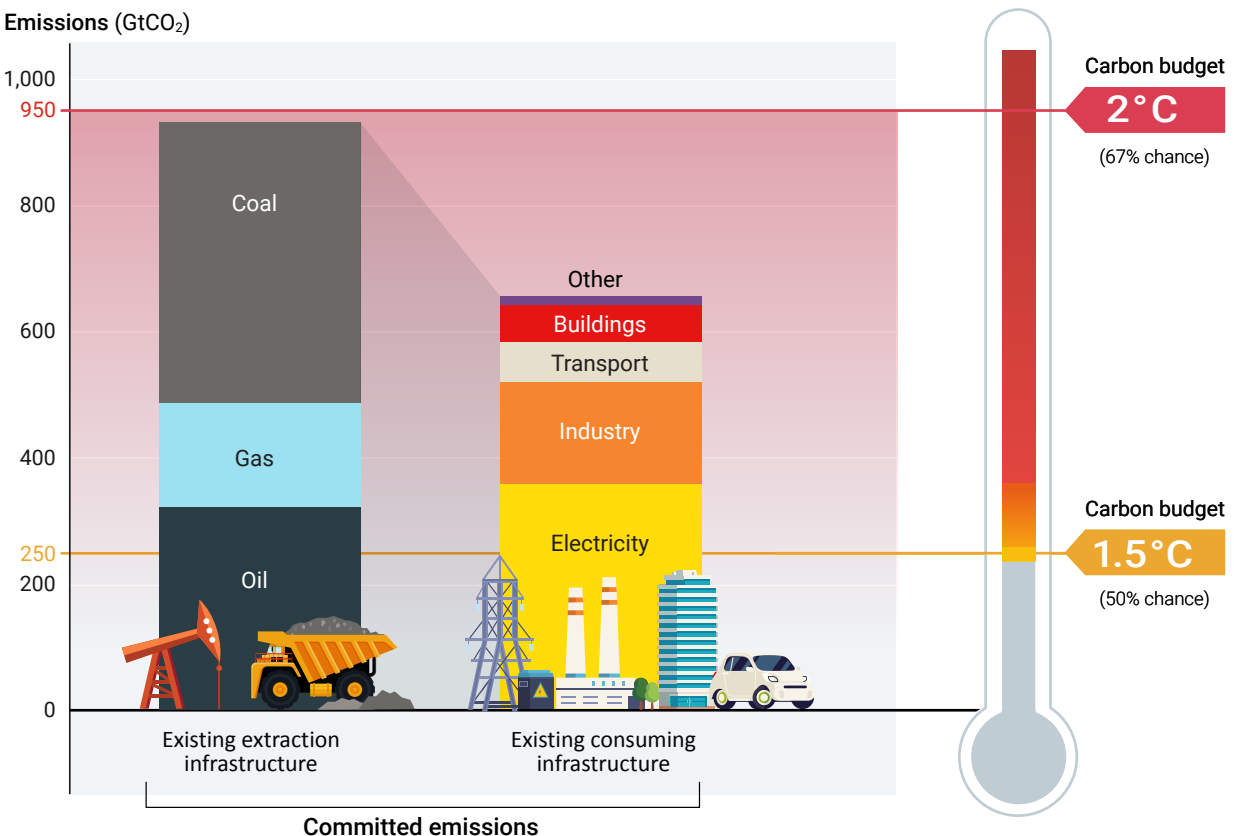 Emissions (GtCO₂)
1,000
950
800
600
400
250
200
0
Coal
Gas
Oil
Other
Buildings
Transport
Industry
Electricity
Existing extraction
infrastructure
Existing consuming
infrastructure
Committed emissions
Carbon budget
2°C
(67% chance)
Carbon budget
1.5°C
(50% chance)